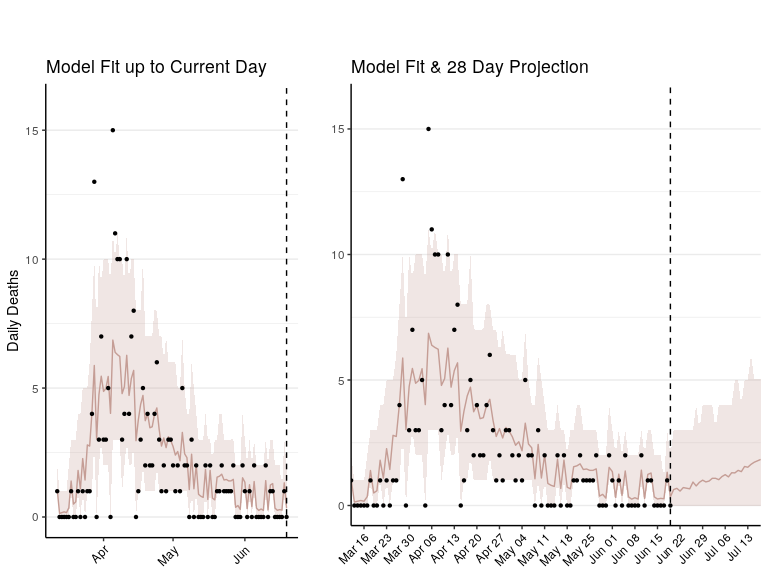 Model Fit up to Current Day
Model Fit & 28 Day Projection
Daily Deaths
15
10
5
0
Apr
May
Jun
15
10
5
0
Mar 16
Mar 23
Mar 30
Apr 06
Apr 13
Apr 20
Apr 27
May 04
May 11
May 18
May 25
Jun 01
Jun 08
Jun 15
Jun 22
Jun 29
Jul 06
Jul 13